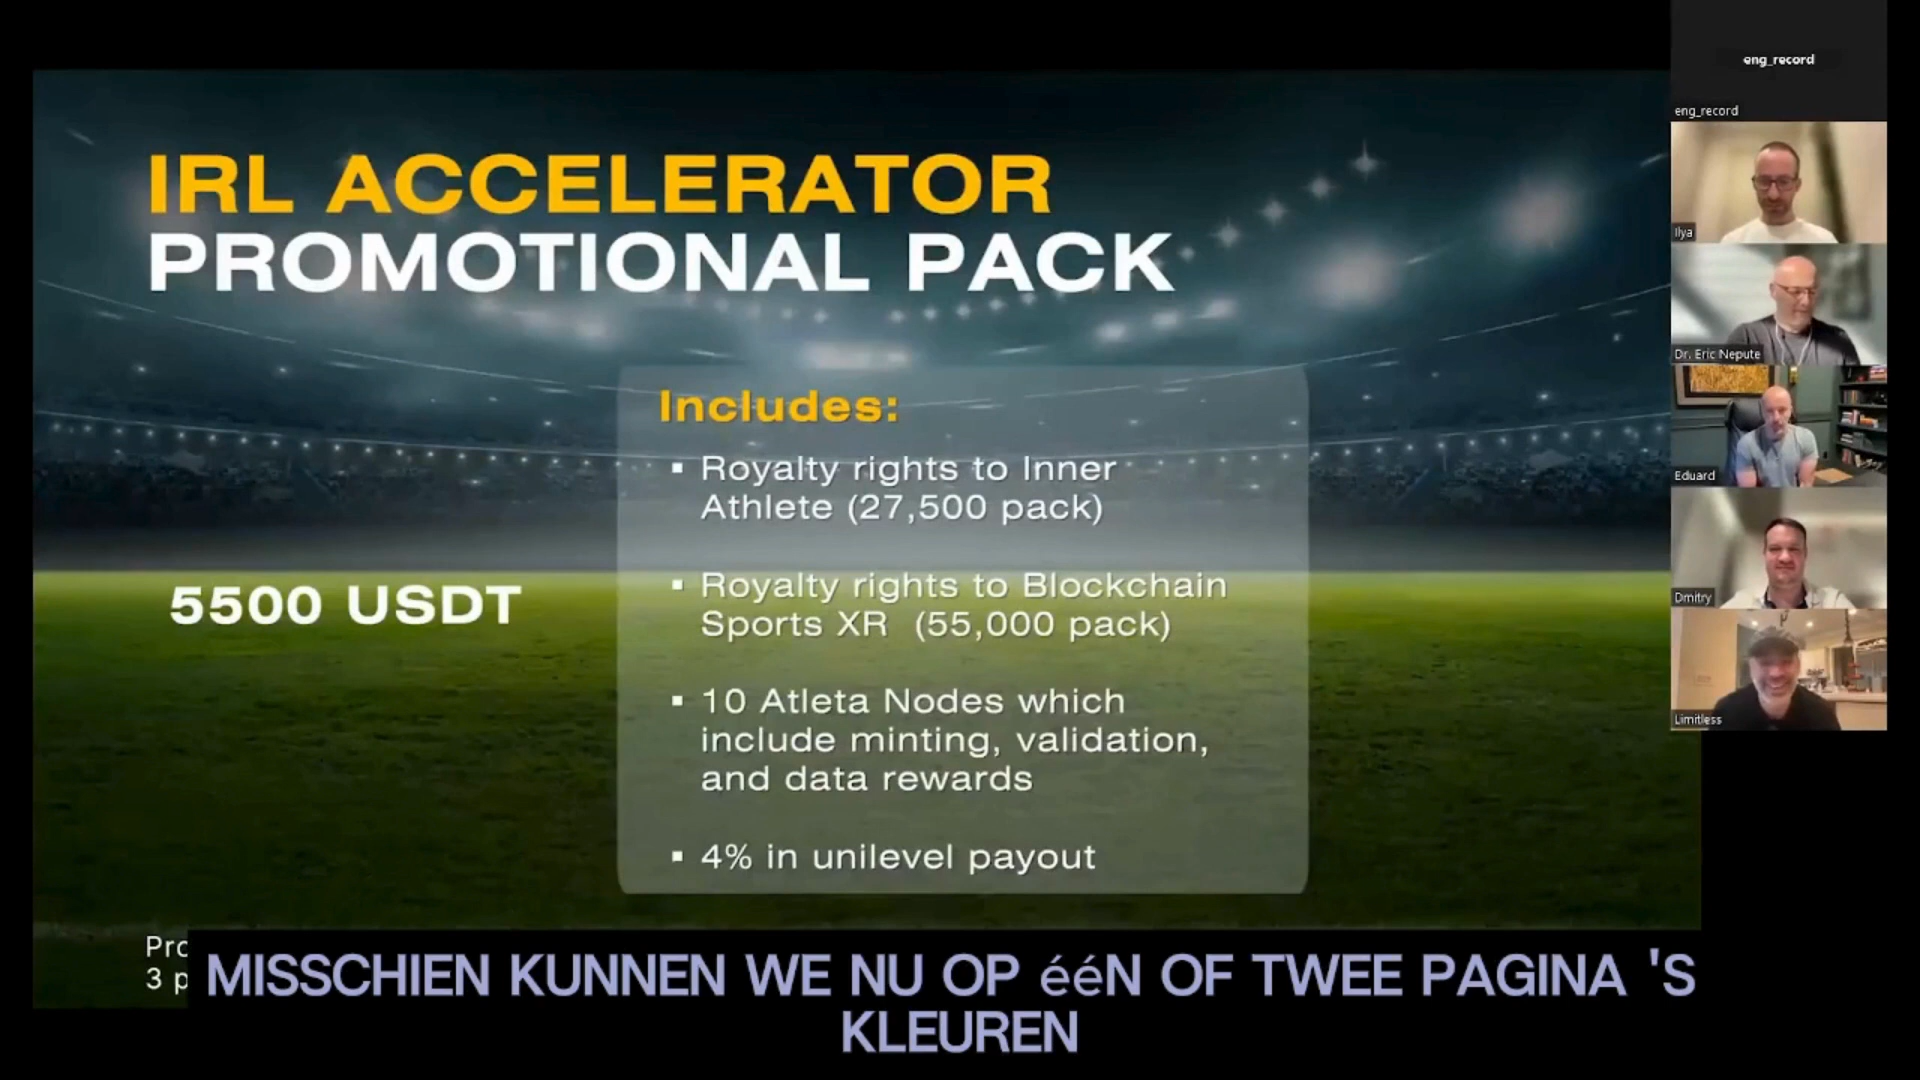 IRL ACCELERATOR
PROMOTIONAL PACK
Includes:
▪ Royalty rights to Inner
Athlete (27,500 pack)
▪ Royalty rights to Blockchain
Sports XR (55,000 pack)
▪ 10 Atleta Nodes which
include minting, validation,
and data rewards
▪ 4% in unilevel payout
5500 USDT
MISSCHIEN KUNNEN WE NU OP ééN OF TWEE PAGINA 'S
KLEUREN
eng_record
eng_record
Ilya
Dr. Eric Nepute
Eduard
Dmitry
Limitless